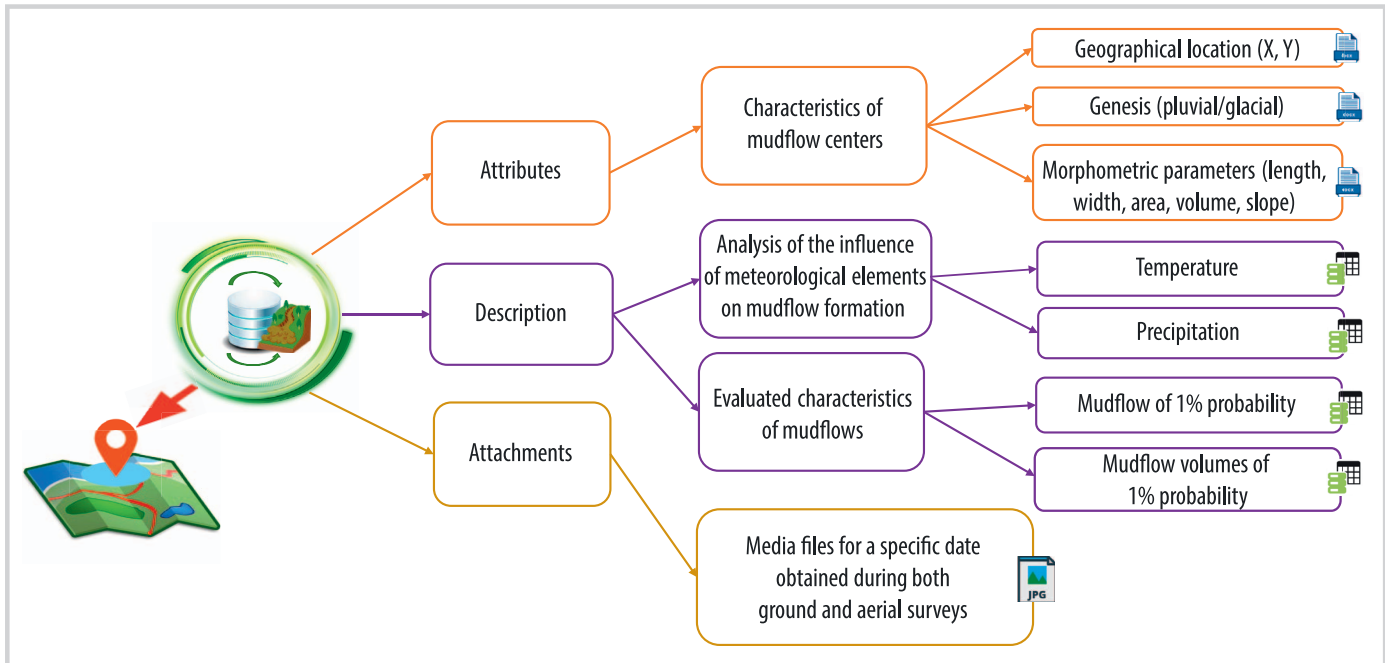 Attributes
Characteristics of
mudflow centers
Geographical location (X, Y)
Genesis (pluvial/glacial)
docx
Morphometric parameters (length,
width, area, volume, slope)
docx
Description
Analysis of the influence
of meteorological elements
on mudflow formation
Temperature
Precipitation
Evaluated characteristics
of mudflows
Mudflow of 1% probability
Mudflow volumes of
1% probability
Attachments
Media files for a specific date
obtained during both
ground and aerial surveys
JPG